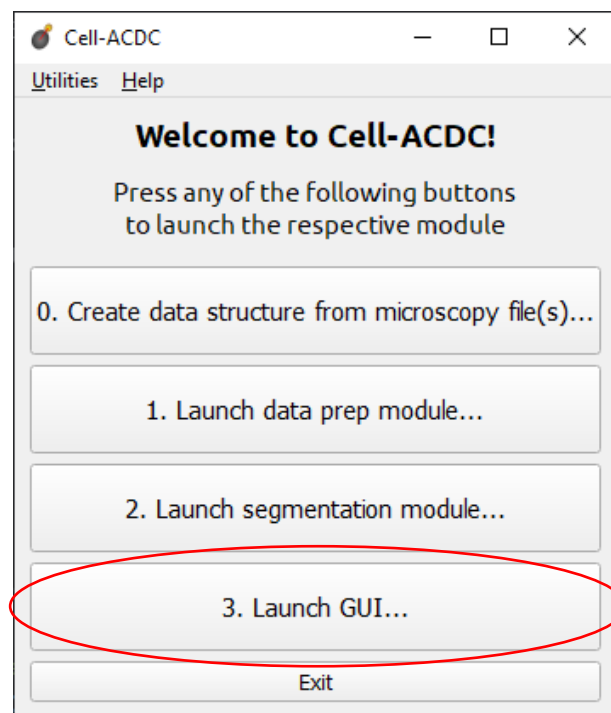 Cell-ACDC
Utilities Help
Welcome to Cell-ACDC!
Press any of the following buttons
to launch the respective module
0. Create data structure from microscopy file(s)...
1. Launch data prep module...
2. Launch segmentation module...
3. Launch GUI...
Exit